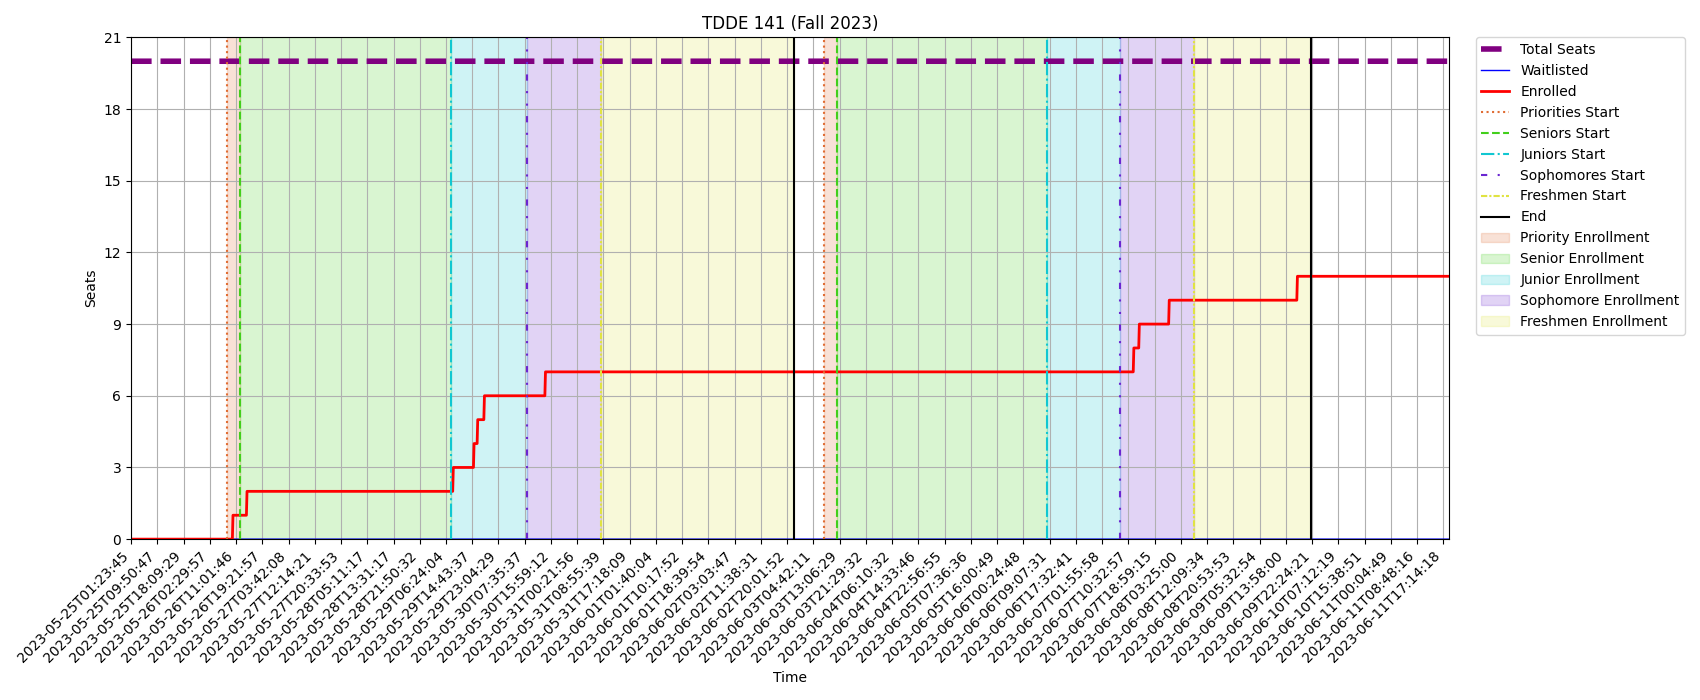 TDDE 141 (Fall 2023)
21
18
15
12
9
6
3
0
Seats
2023-05-25T01:23:45
2023-05-25T09:50:47
2023-05-25T18:09:29
2023-05-26T02:29:57
2023-05-26T11:01:46
2023-05-26T19:21:57
2023-05-27T03:42:08
2023-05-27T12:14:21
2023-05-27T20:33:53
2023-05-28T05:11:17
2023-05-28T13:31:17
2023-05-28T21:50:32
2023-05-29T06:24:04
2023-05-29T14:43:37
2023-05-29T23:04:29
2023-05-30T07:35:37
2023-05-30T15:59:12
2023-05-31T00:21:56
2023-05-31T08:55:39
2023-05-31T17:18:09
2023-06-01T01:40:04
2023-06-01T10:17:52
2023-06-01T18:39:54
2023-06-02T03:03:47
2023-06-02T11:38:31
2023-06-02T20:01:52
2023-06-03T04:42:11
2023-06-03T13:06:29
2023-06-03T21:29:32
2023-06-04T06:10:32
2023-06-04T14:33:46
2023-06-04T22:56:55
2023-06-05T07:36:36
2023-06-05T16:00:49
2023-06-06T00:24:48
2023-06-06T09:07:31
2023-06-06T17:32:41
2023-06-07T01:55:58
2023-06-07T10:32:57
2023-06-07T18:59:15
2023-06-08T03:25:00
2023-06-08T12:09:34
2023-06-08T20:53:53
2023-06-09T05:32:54
2023-06-09T13:58:00
2023-06-09T22:24:21
2023-06-10T07:12:19
2023-06-10T15:38:51
2023-06-11T00:04:49
2023-06-11T08:48:16
2023-06-11T17:14:18
Time
Total Seats
Waitlisted
Enrolled
Priorities Start
Seniors Start
Juniors Start
Sophomores Start
Freshmen Start
End
Priority Enrollment
Senior Enrollment
Junior Enrollment
Sophomore Enrollment
Freshmen Enrollment